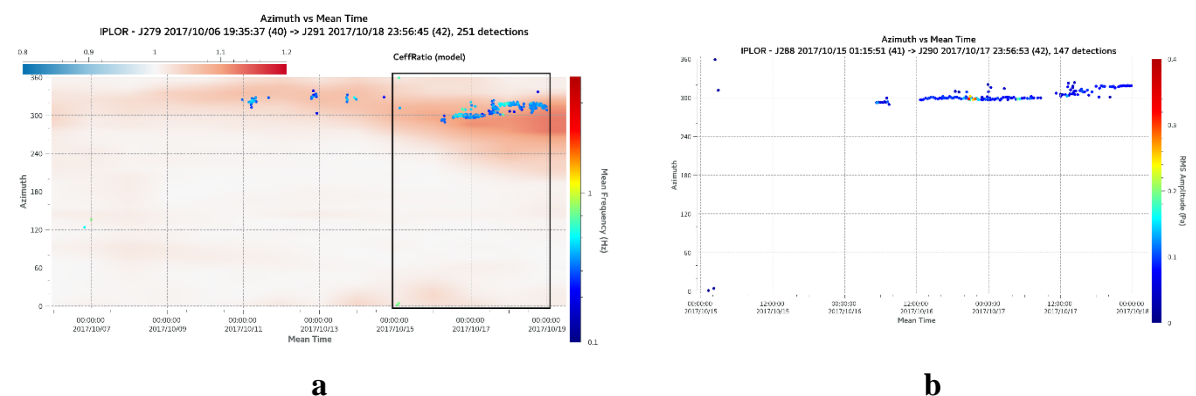 Azimuth vs Mean Time
IPLOR - J279 2017/10/06 19:35:37 (40) -> J291 2017/10/18 23:56:45 (42), 251 detections
0.8 0.9 1 1.1 1.2
CeffRatio (model)
360
300
240
180
120
60
0
Azimuth
00:00:00 00:00:00 00:00:00 00:00:00 00:00:00 00:00:00 00:00:00
2017/10/07 2017/10/09 2017/10/11 2017/10/13 2017/10/15 2017/10/17 2017/10/19
Mean Time
1
0.1
Mean Frequency (Hz)
a
Azimuth vs Mean Time
IPLOR - J288 2017/10/15 01:15:51 (41) -> J290 2017/10/17 23:56:53 (42), 147 detections
360
300
240
180
120
60
0
Azimuth
00:00:00 12:00:00 00:00:00 12:00:00 00:00:00 12:00:00 00:00:00
2017/10/15 2017/10/15 2017/10/16 2017/10/16 2017/10/17 2017/10/17 2017/10/18
Mean Time
0.4
0.3
0.2
0.1
0
RMS Amplitude (Pa)
b